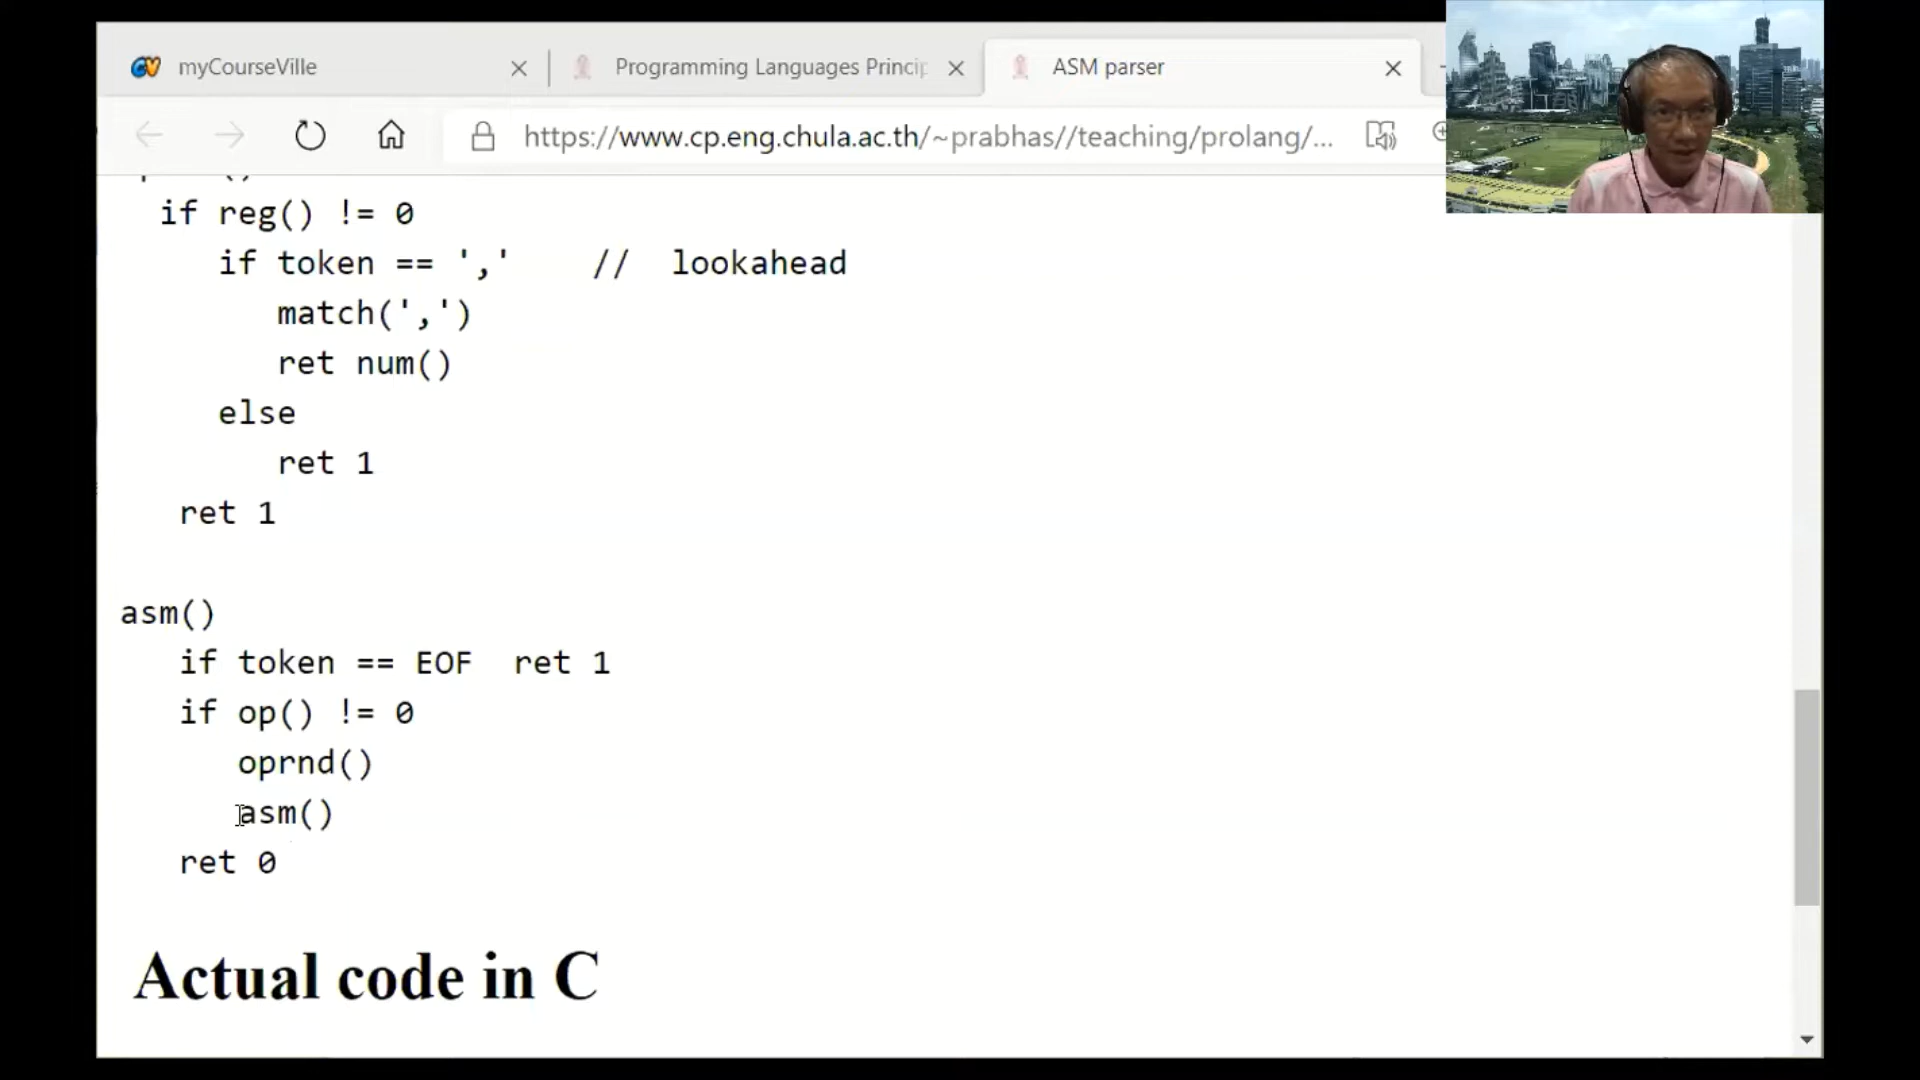 myCourseVille
Programming Languages Princip
ASM parser
https://www.cp.eng.chula.ac.th/~prabhas//teaching/prolang/...
if reg() != 0
if token == ',' // lookahead
match(',')
ret num()
else
ret 1
ret 1
asm()
if token == EOF ret 1
if op() != 0
oprnd()
asm()
ret 0
Actual code in C